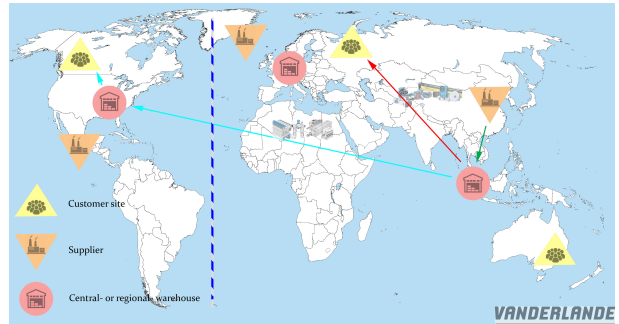 Customer site
Supplier
Central- or regional- warehouse
VANDERLANDE